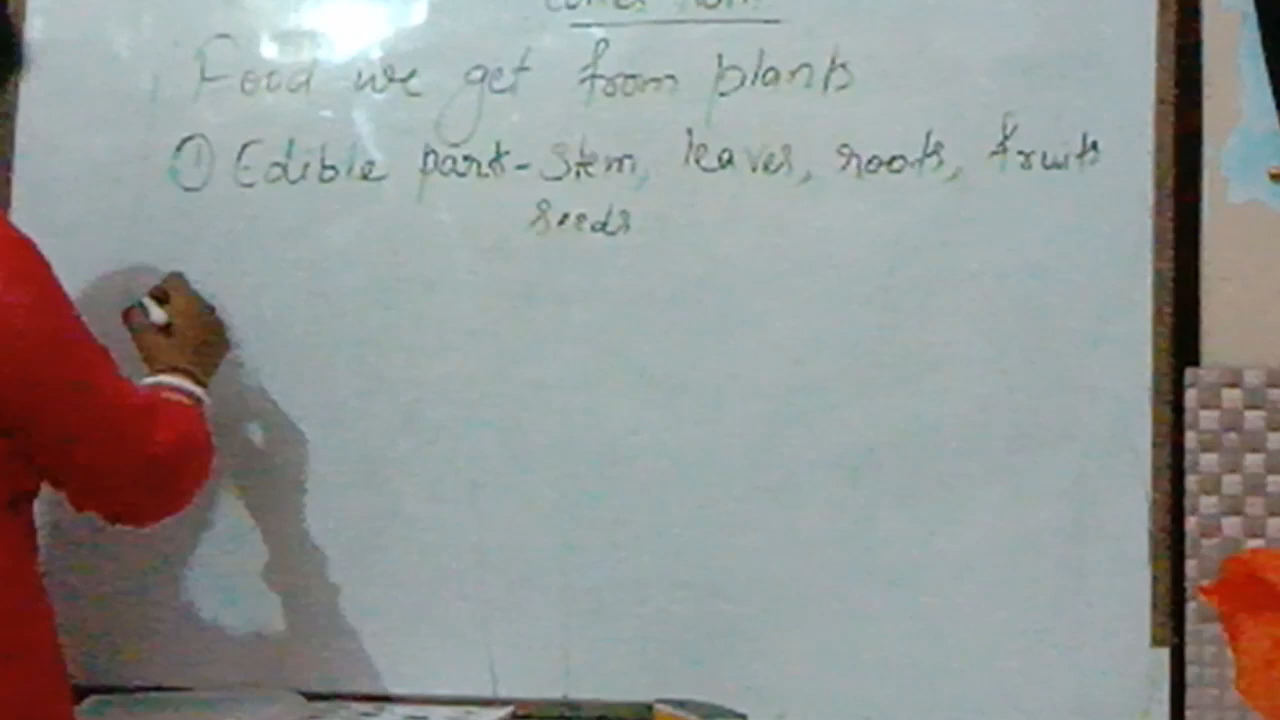 Food we get from plants
① Edible part - Stem, leaves, roots, fruits
seeds